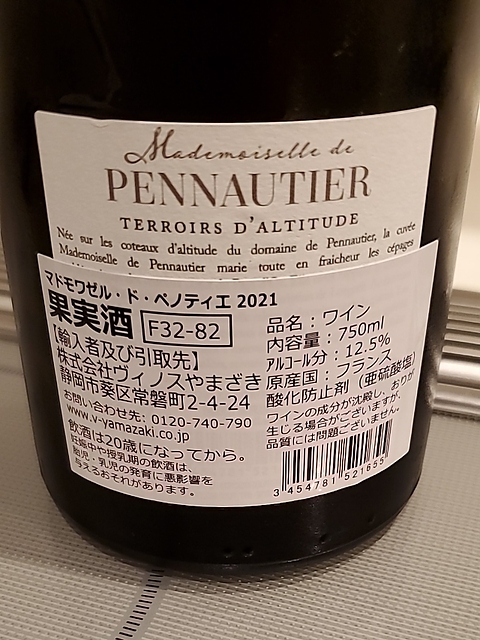 Mademoiselle de
PENNAUTIER
TERROIRS D'ALTITUDE
Née sur les coteaux d'altitude du domaine de Pennautier, la cuvée
Mademoiselle de Pennautier marie toute en fraicheur les cépages
マドモワゼル・ド・ペノティエ 2021
果実酒 F32-82
【輸入者及び引取先】
株式会社ヴィノスやまざき
静岡市葵区常磐町2-4-24
お問い合わせ先: 0120-740-790
www.v-yamazaki.co.jp
飲酒は20歳になってから。
妊娠中や授乳期の飲酒は、
胎児・乳児の発育に悪影響を
与えるおそれがあります。
品名:ワイン
内容量:750ml
アルコール分:12.5%
原産国:フランス
酸化防止剤(亜硫酸塩)
ワインの成分が沈殿し、おりが
生じる場合がございますが、
品質には問題ございません。
3 454781 521655